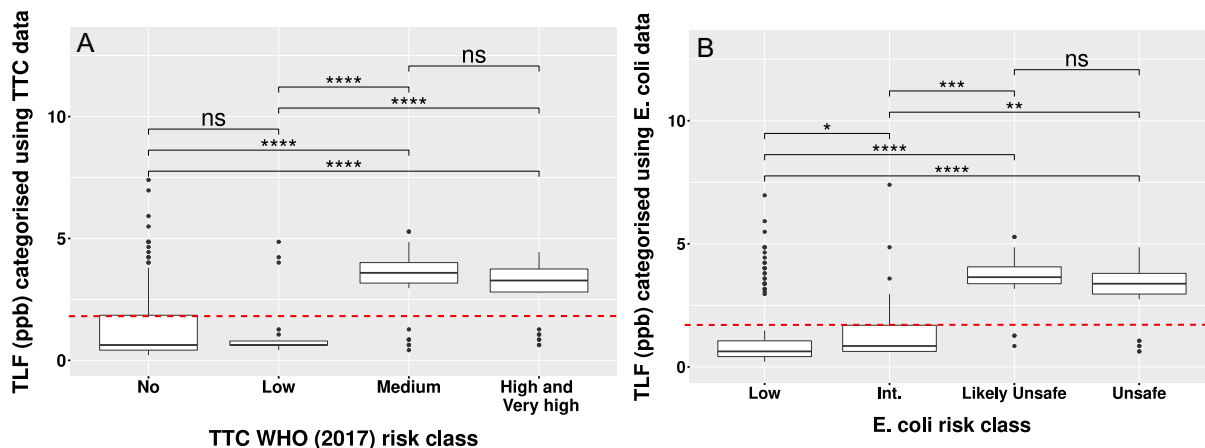 A
TLF (ppb) categorised using TTC data
ns
****
****
ns
****
****
10
5
0
No
Low
Medium
High and
Very high
TTC WHO (2017) risk class
B
TLF (ppb) categorised using E. coli data
ns
***
**
*
****
****
10
5
0
Low
Int.
Likely Unsafe
Unsafe
E. coli risk class